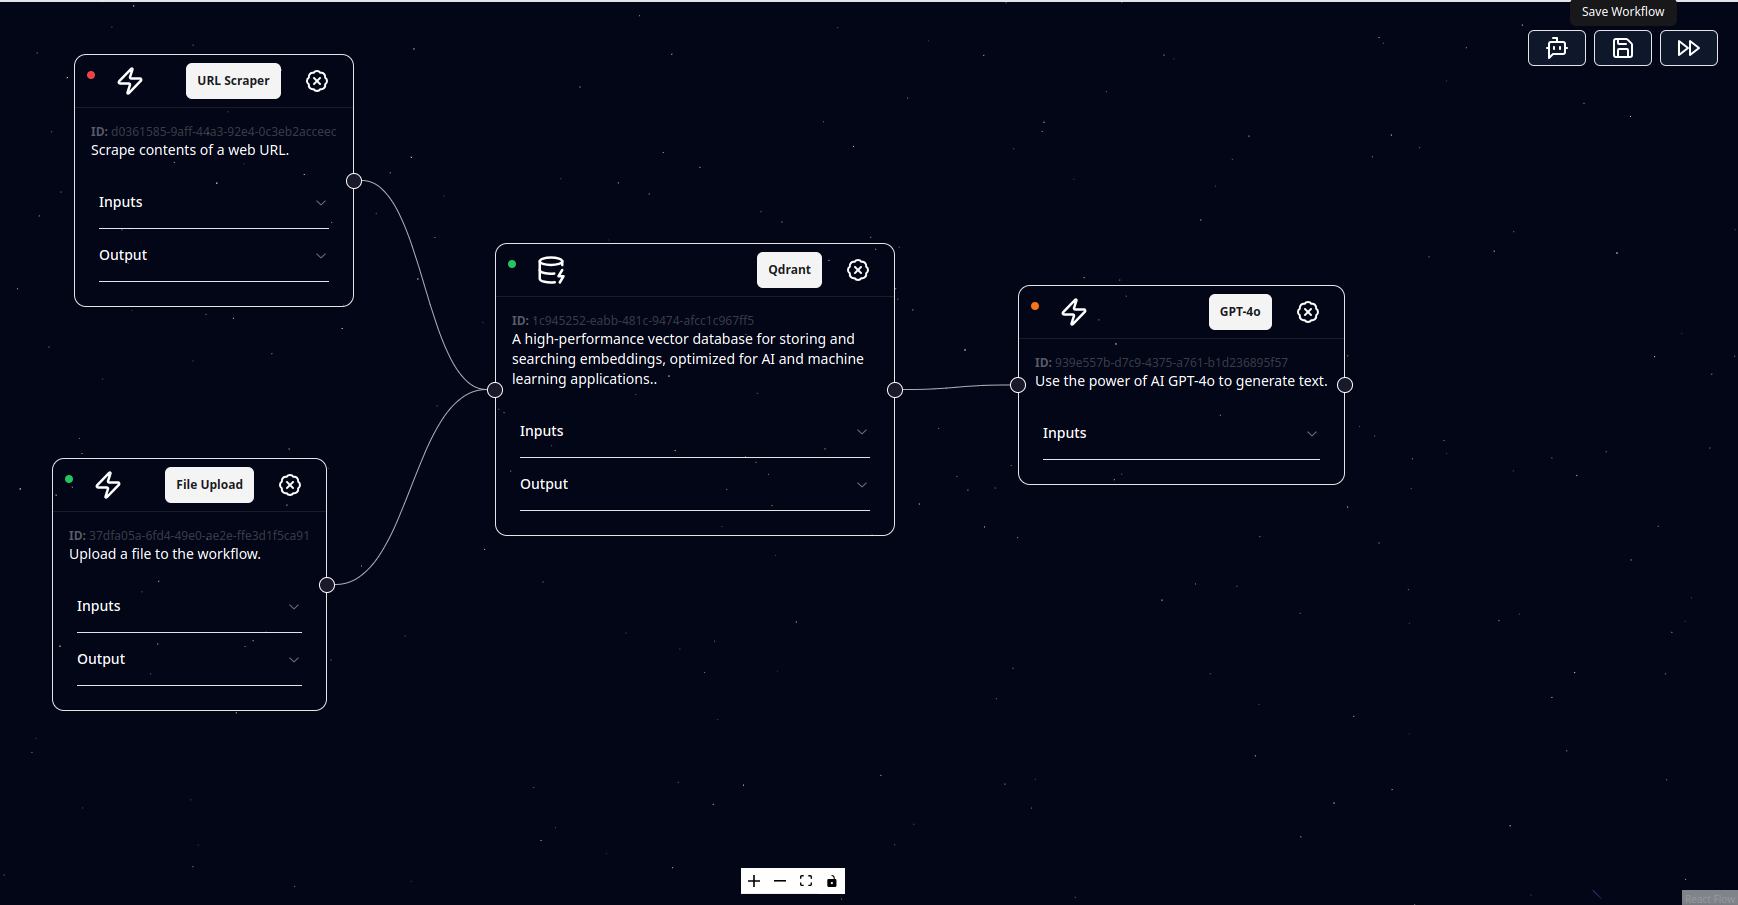 Save Workflow
URL Scraper
ID: d0361585-9aff-44a3-92e4-0c3eb2acceec
Scrape contents of a web URL.
Inputs
Output
Qdrant
ID: 1c945252-eabb-481c-9474-afcc1c967ff5
A high-performance vector database for storing and
searching embeddings, optimized for AI and machine
learning applications..
Inputs
Output
GPT-4o
ID: 939e557b-d7c9-4375-a761-b1d236895f57
Use the power of AI GPT-4o to generate text.
Inputs
File Upload
ID: 37dfa05a-6fd4-49e0-ae2e-ffe3d1f5ca91
Upload a file to the workflow.
Inputs
Output
React Flow